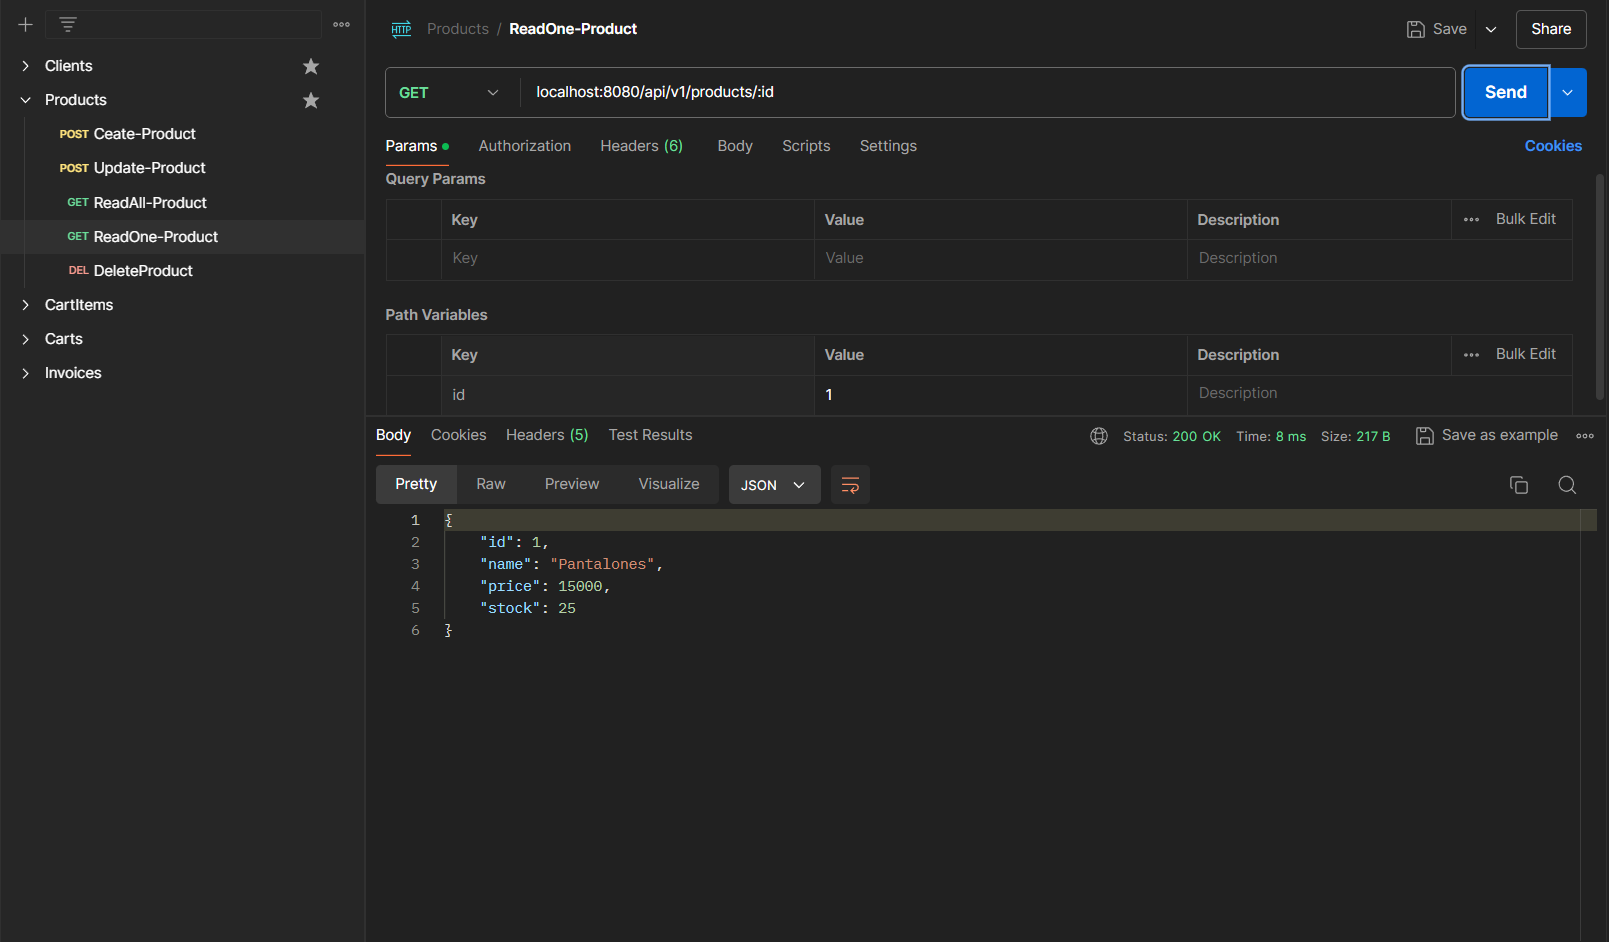 HTTP Products / ReadOne-Product
Save
Share
Clients
Products
POST Ceate-Product
POST Update-Product
GET ReadAll-Product
GET ReadOne-Product
DEL DeleteProduct
CartItems
Carts
Invoices
GET
localhost:8080/api/v1/products/:id
Send
Params Authorization Headers (6) Body Scripts Settings
Cookies
Query Params
Key Value Description Bulk Edit
Key Value Description
Path Variables
Key Value Description Bulk Edit
id 1 Description
Body Cookies Headers (5) Test Results
Status: 200 OK Time: 8 ms Size: 217 B Save as example
Pretty Raw Preview Visualize JSON
1 {
2 "id": 1,
3 "name": "Pantalones",
4 "price": 15000,
5 "stock": 25
6 }